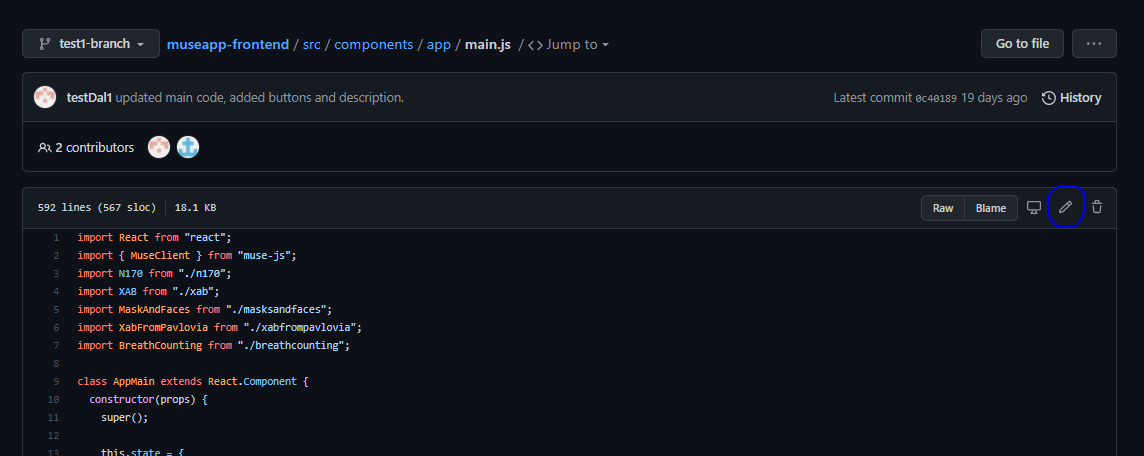 test1-branch museapp-frontend / src / components / app / main.js / <> Jump to Go to file ...
testDal1 updated main code, added buttons and description. Latest commit 0c40189 19 days ago History
2 contributors
592 lines (567 sloc) 18.1 KB Raw Blame
1 import React from "react";
2 import { MuseClient } from "muse-js";
3 import N170 from "./n170";
4 import XAB from "./xab";
5 import MaskAndFaces from "./masksandfaces";
6 import XabFromPavlovia from "./xabfrompavlovia";
7 import BreathCounting from "./breathcounting";
8
9 class AppMain extends React.Component {
10 constructor(props) {
11 super();
12
13 this.state = {